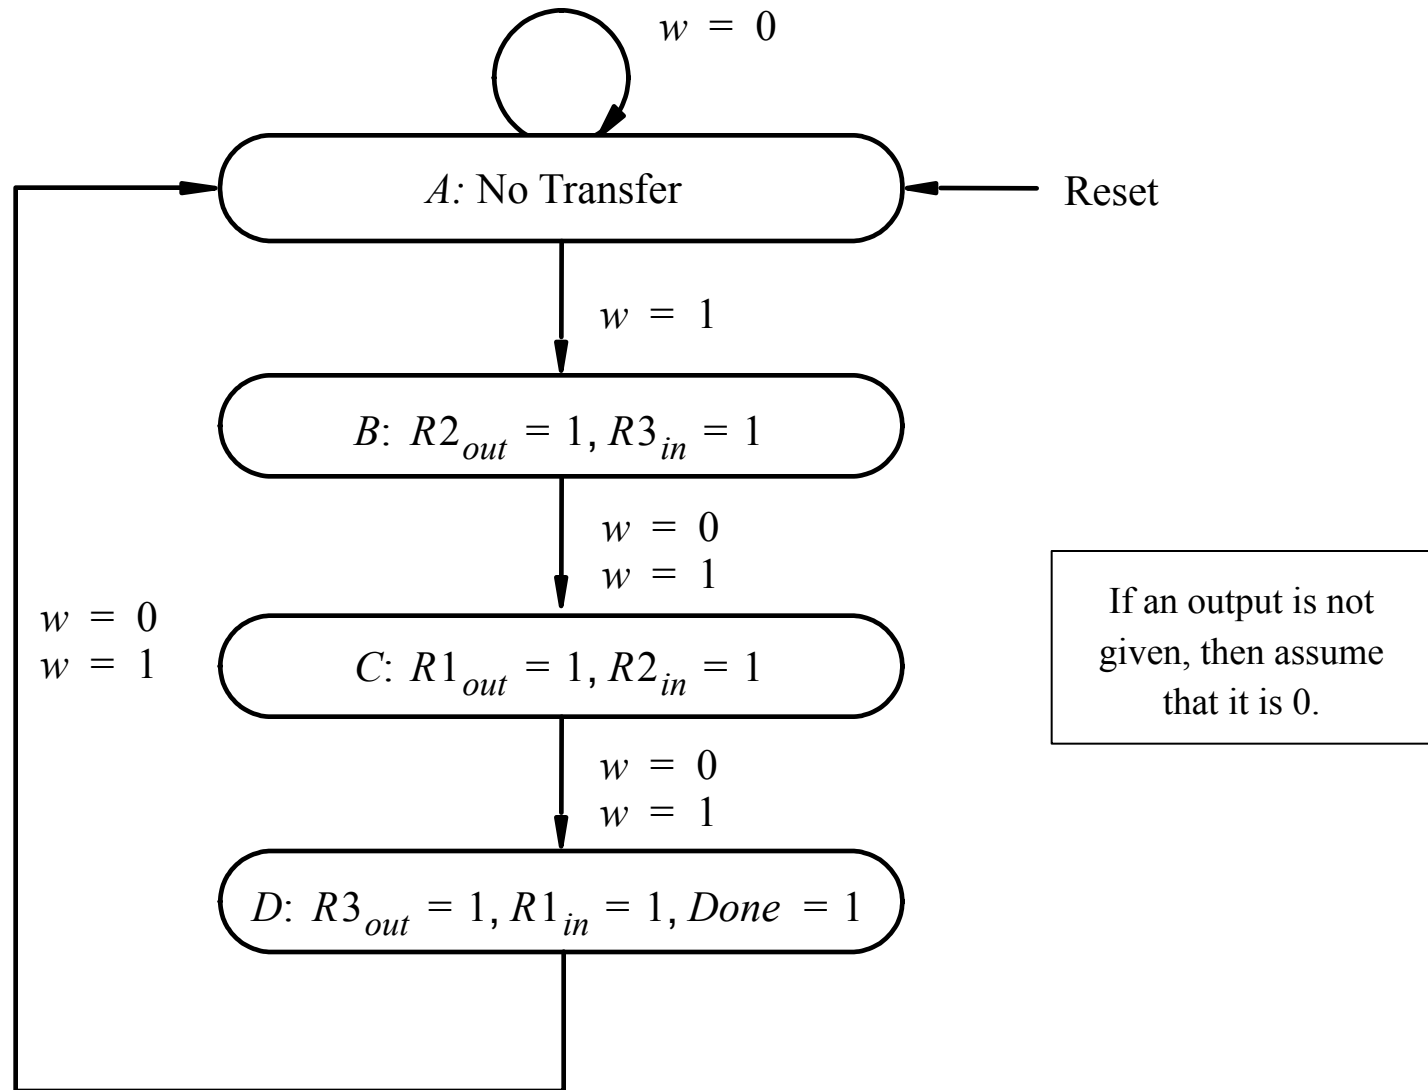 w = 0
A: No Transfer
Reset
w = 1
B: R2out = 1, R3in = 1
w = 0
w = 1
w = 0
w = 1
C: R1out = 1, R2in = 1
If an output is not
given, then assume
that it is 0.
w = 0
w = 1
D: R3out = 1, R1in = 1, Done = 1